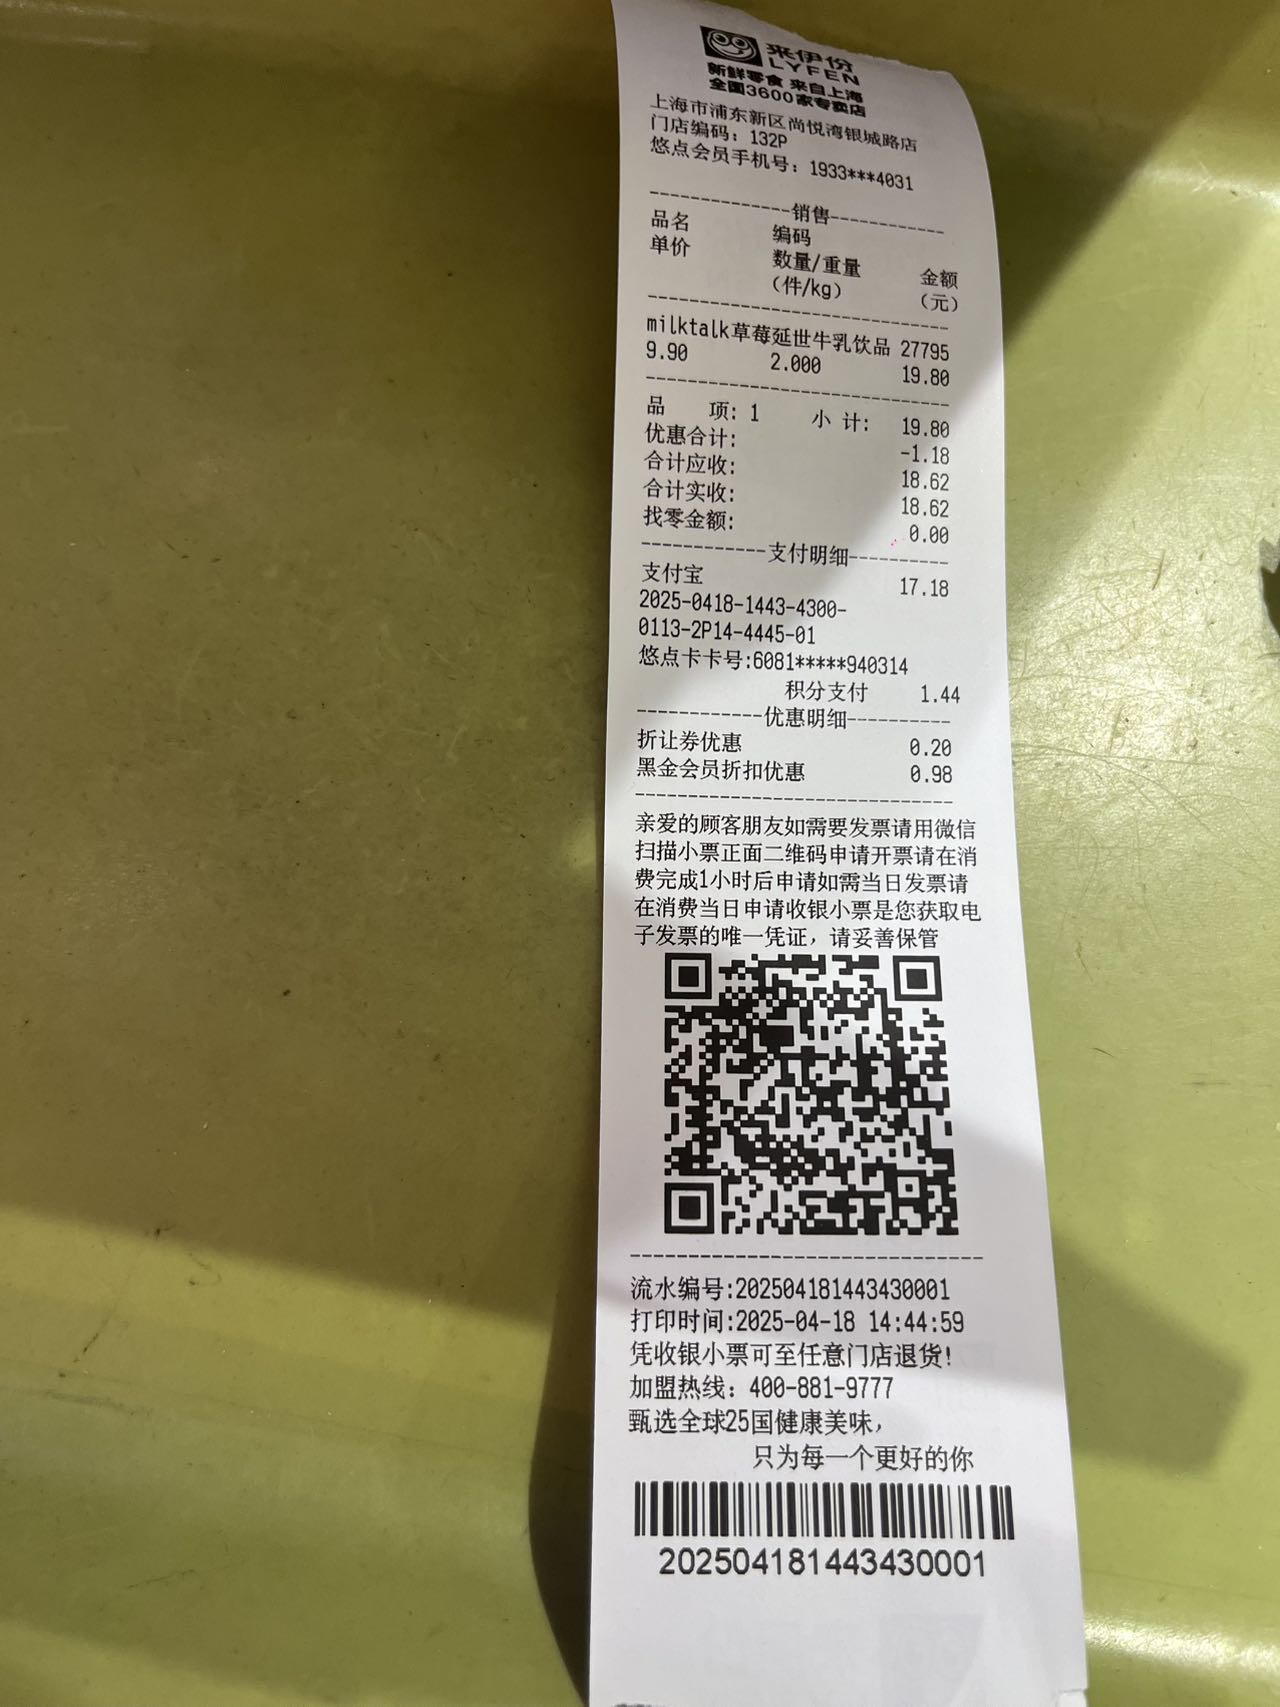 来伊份
LYFEN
新鲜零食 来自上海
全国3600家专卖店
上海市浦东新区尚悦湾银城路店
门店编码：132P
悠点会员手机号：1933***4031
-------------销售------------
品名 编码
单价 数量/重量 金额
（件/kg） （元）
milktalk草莓延世牛乳饮品 27795
9.90 2.000 19.80
品 项: 1 小 计: 19.80
优惠合计: -1.18
合计应收: 18.62
合计实收: 18.62
找零金额: 0.00
------------支付明细----------
支付宝 17.18
2025-0418-1443-4300-
0113-2P14-4445-01
悠点卡卡号:6081*****940314
积分支付 1.44
------------优惠明细----------
折让券优惠 0.20
黑金会员折扣优惠 0.98
亲爱的顾客朋友如需要发票请用微信
扫描小票正面二维码申请开票请在消
费完成1小时后申请如需当日发票请
在消费当日申请收银小票是您获取电
子发票的唯一凭证，请妥善保管
流水编号:202504181443430001
打印时间:2025-04-18 14:44:59
凭收银小票可至任意门店退货!
加盟热线：400-881-9777
甄选全球25国健康美味，
只为每一个更好的你
202504181443430001